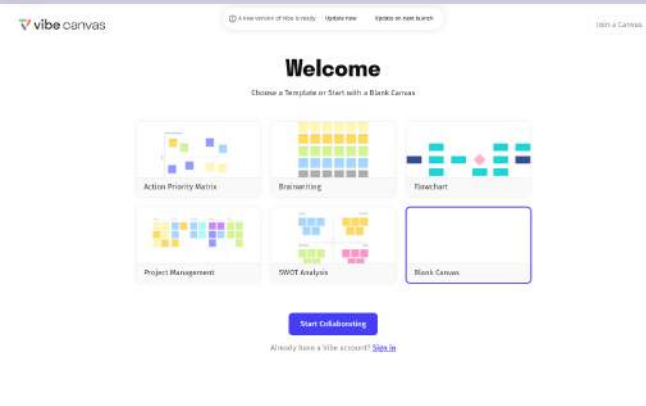 vibe canvas
A new version of Vibe is ready Update now Update on next launch
Join a Canvas
Welcome
Choose a Template or Start with a Blank Canvas
Action Priority Matrix
Brainwriting
Flowchart
Project Management
SWOT Analysis
Blank Canvas
Start Collaborating
Already have a Vibe account? Sign in